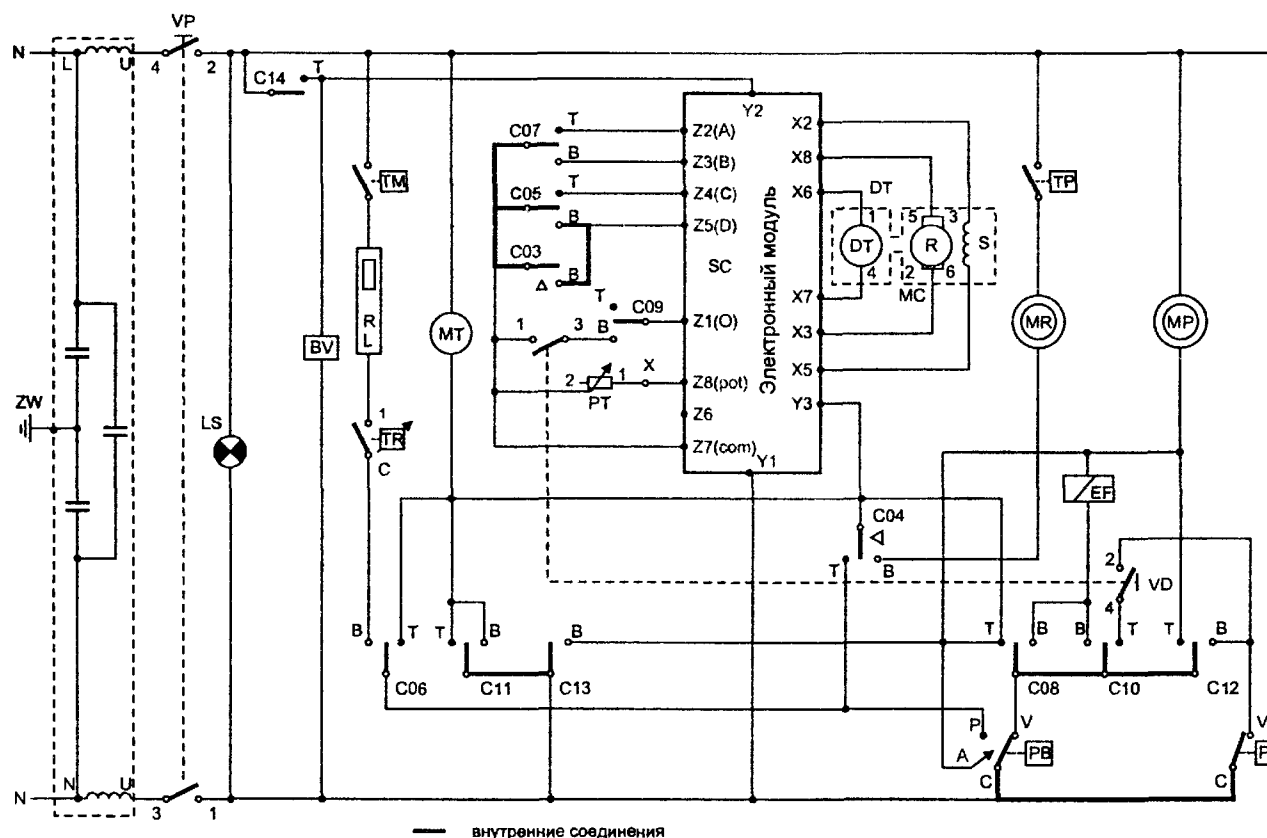 VP
N L U 4 2
C14 T
Y2
C07 T Z2(A) X2
B Z3(B) X8
TM
T Z4(C) X6 DT TP
C05
B Z5(D) 1 5 3
DT R S
C03 SC 4 2 6
Δ B MC
Электронный модуль
T X7
RL
BV MT 1 3 B C09 Z1(O) X3 MR MP
X X5
2 1 Z8(pot)
PT Y3
ZW
LS 1 Z6
TR
C Z7(com) Y1
EF
C04
T B
2
VD
4
B T T B B T B B T T B
C06 C11 C13 C08 C10 C12
P V V
A PB P
N U C C
N 3 1
внутренние соединения